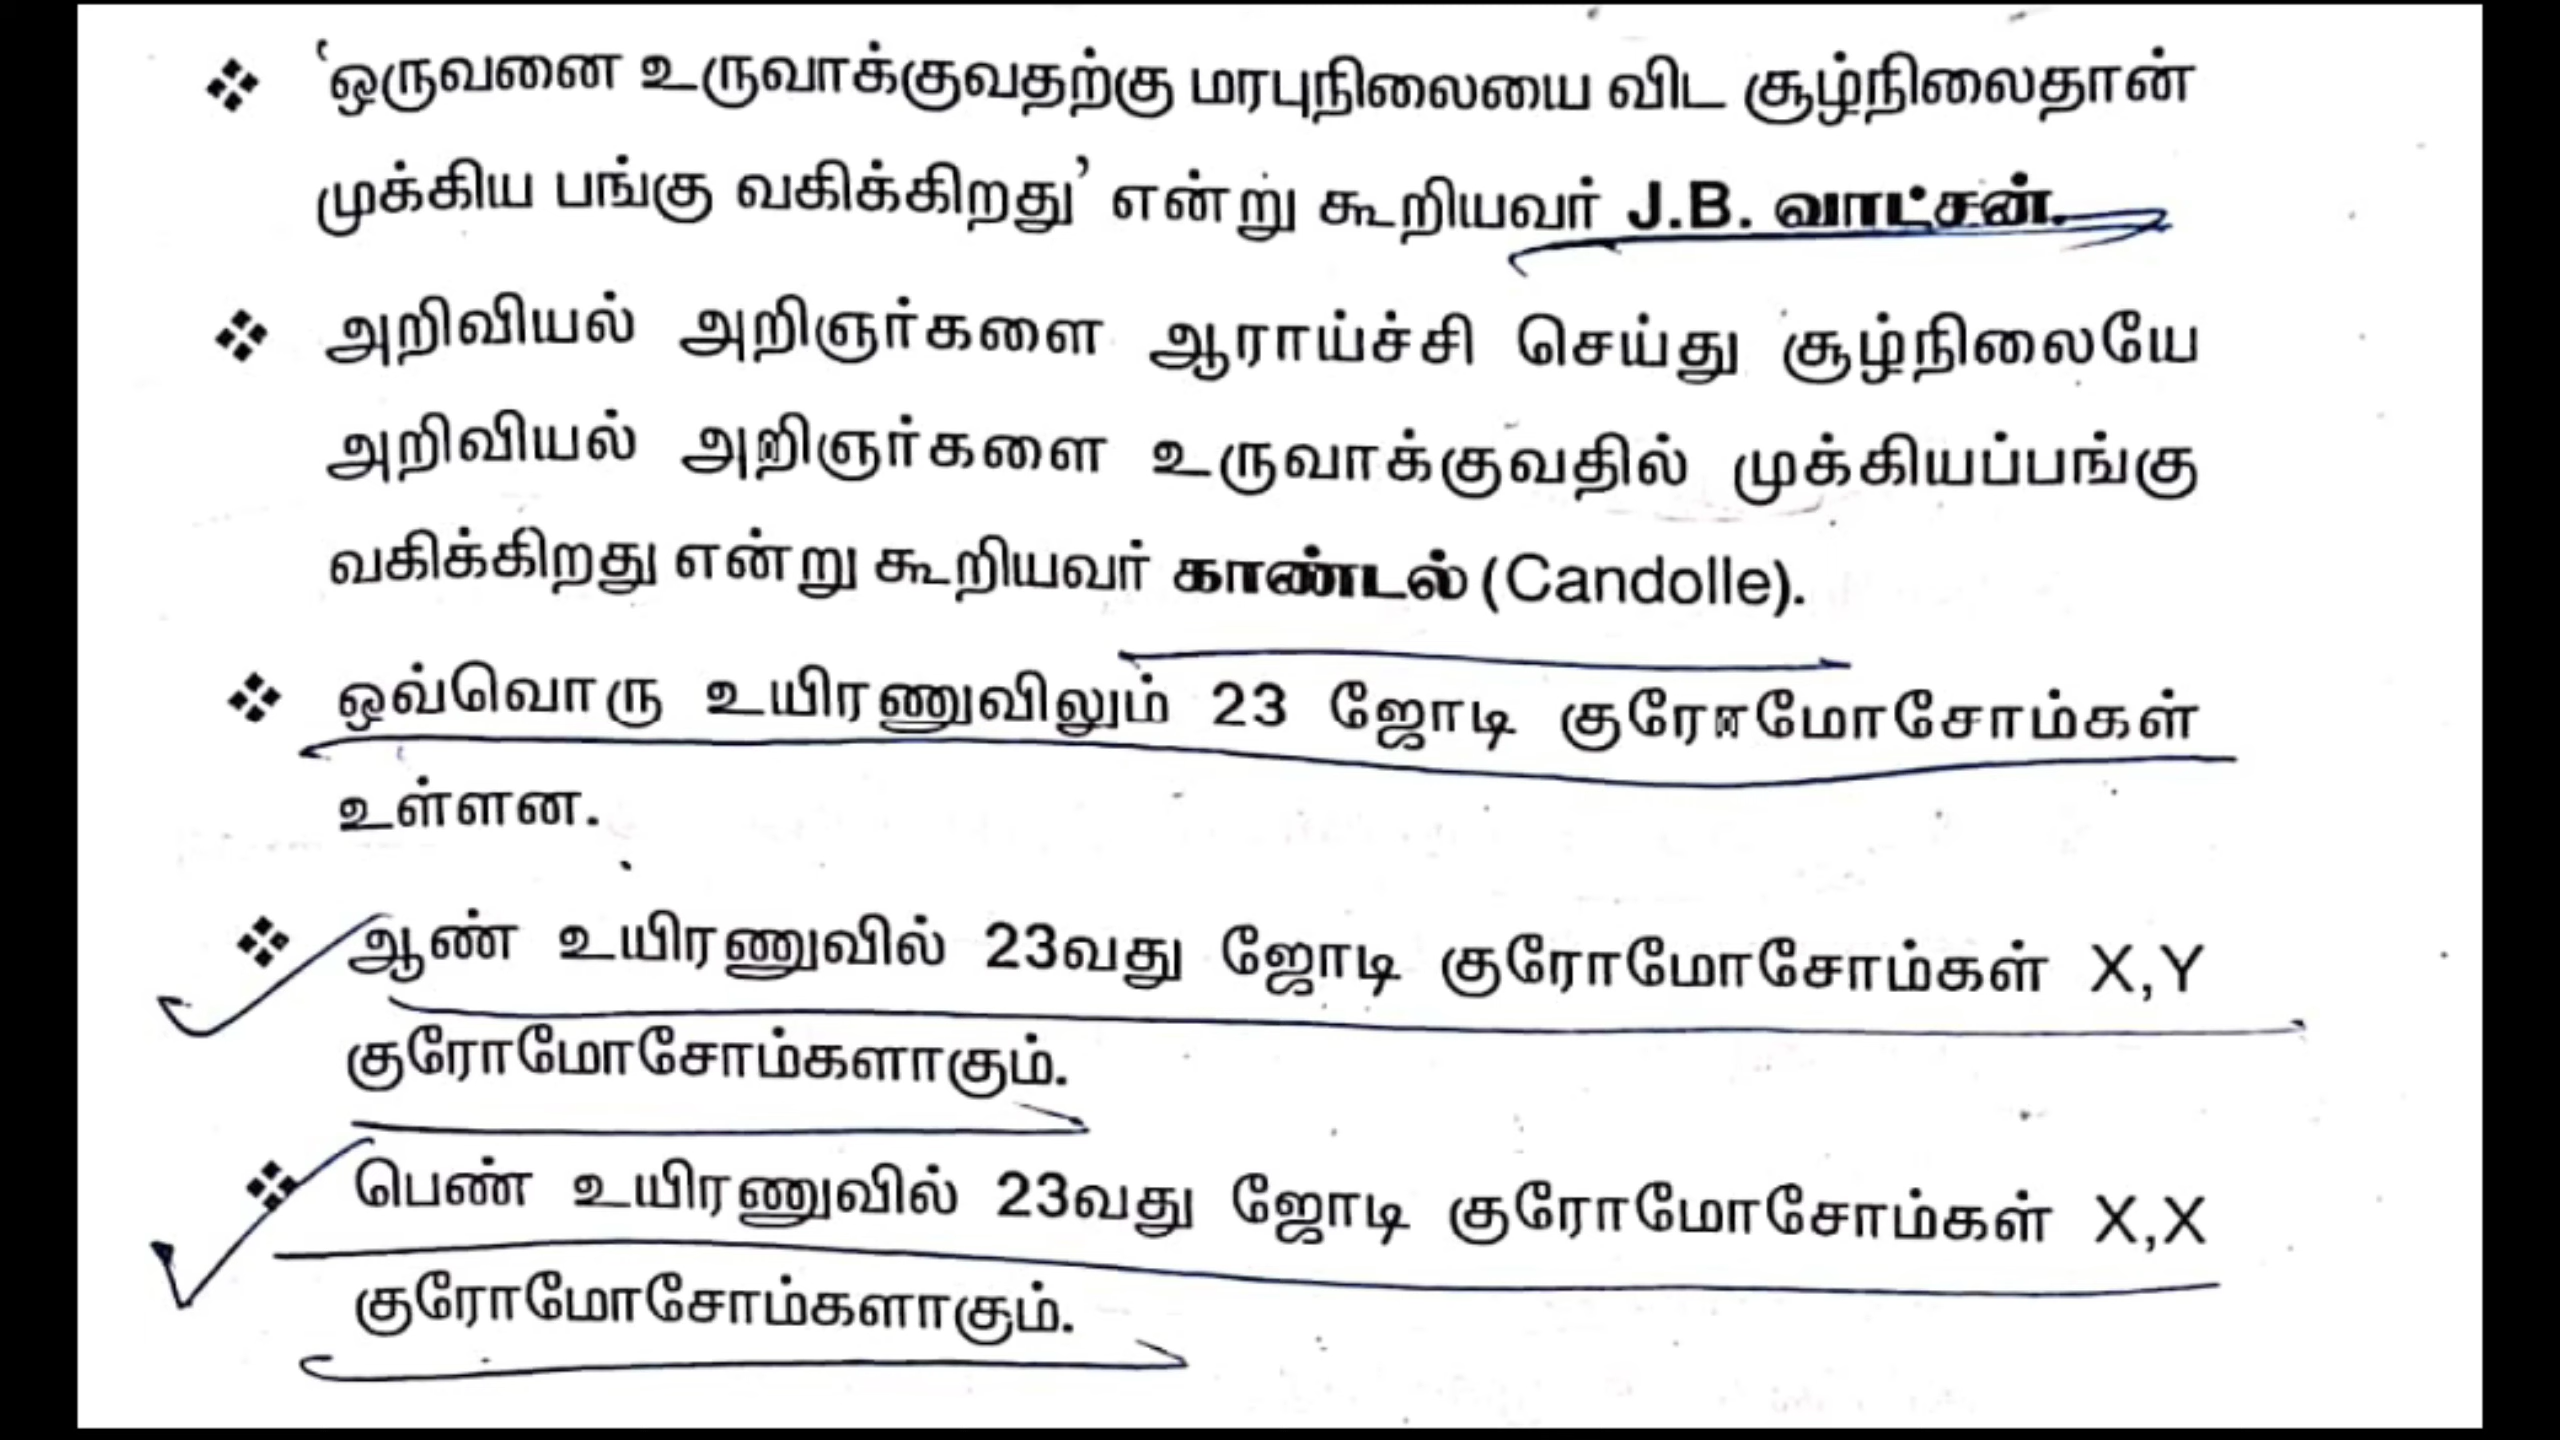 ❖ ‘ஒருவனை உருவாக்குவதற்கு மரபுநிலையை விட சூழ்நிலைதான்
முக்கிய பங்கு வகிக்கிறது’ என்று கூறியவர் J.B. வாட்சன்.
❖ அறிவியல் அறிஞர்களை ஆராய்ச்சி செய்து சூழ்நிலையே
அறிவியல் அறிஞர்களை உருவாக்குவதில் முக்கியப்பங்கு
வகிக்கிறது என்று கூறியவர் காண்டல் (Candolle).
❖ ஒவ்வொரு உயிரணுவிலும் 23 ஜோடி குரோமோசோம்கள்
உள்ளன.
❖ ஆண் உயிரணுவில் 23வது ஜோடி குரோமோசோம்கள் X,Y
குரோமோசோம்களாகும்.
❖ பெண் உயிரணுவில் 23வது ஜோடி குரோமோசோம்கள் X,X
குரோமோசோம்களாகும்.